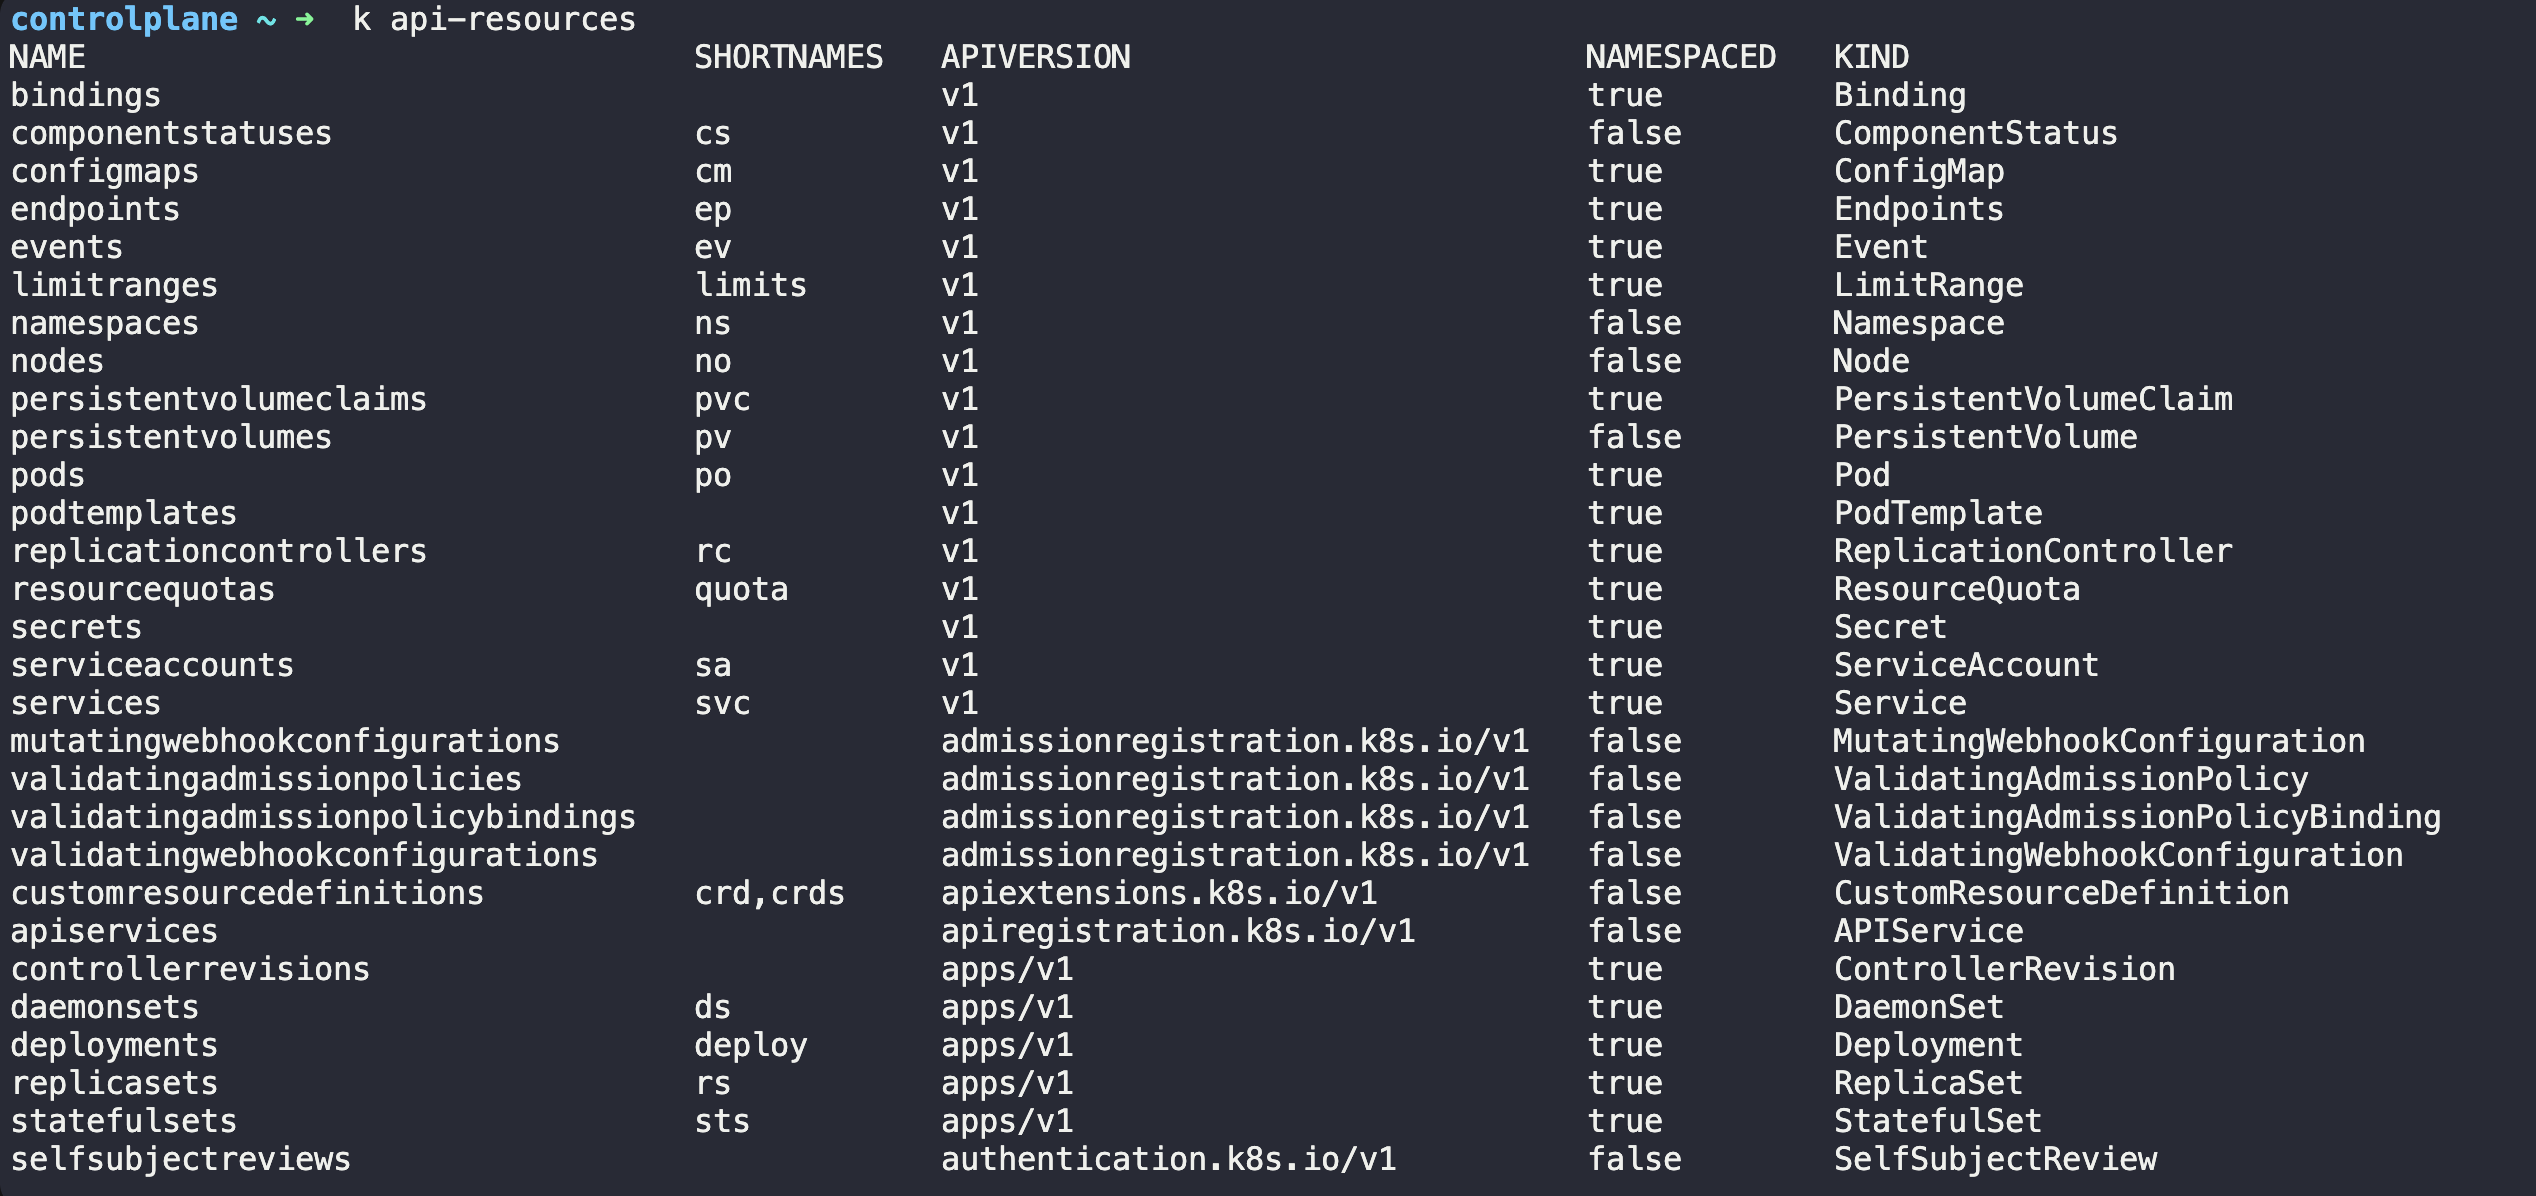 controlplane ~ ➜  k api-resources
NAME                                SHORTNAMES   APIVERSION                        NAMESPACED   KIND
bindings                                         v1                                true         Binding
componentstatuses                   cs           v1                                false        ComponentStatus
configmaps                          cm           v1                                true         ConfigMap
endpoints                           ep           v1                                true         Endpoints
events                              ev           v1                                true         Event
limitranges                         limits       v1                                true         LimitRange
namespaces                          ns           v1                                false        Namespace
nodes                               no           v1                                false        Node
persistentvolumeclaims              pvc          v1                                true         PersistentVolumeClaim
persistentvolumes                   pv           v1                                false        PersistentVolume
pods                                po           v1                                true         Pod
podtemplates                                     v1                                true         PodTemplate
replicationcontrollers              rc           v1                                true         ReplicationController
resourcequotas                      quota        v1                                true         ResourceQuota
secrets                                          v1                                true         Secret
serviceaccounts                     sa           v1                                true         ServiceAccount
services                            svc          v1                                true         Service
mutatingwebhookconfigurations                    admissionregistration.k8s.io/v1   false        MutatingWebhookConfiguration
validatingadmissionpolicies                      admissionregistration.k8s.io/v1   false        ValidatingAdmissionPolicy
validatingadmissionpolicybindings                admissionregistration.k8s.io/v1   false        ValidatingAdmissionPolicyBinding
validatingwebhookconfigurations                  admissionregistration.k8s.io/v1   false        ValidatingWebhookConfiguration
customresourcedefinitions           crd,crds     apiextensions.k8s.io/v1           false        CustomResourceDefinition
apiservices                                      apiregistration.k8s.io/v1         false        APIService
controllerrevisions                              apps/v1                           true         ControllerRevision
daemonsets                          ds           apps/v1                           true         DaemonSet
deployments                         deploy       apps/v1                           true         Deployment
replicasets                         rs           apps/v1                           true         ReplicaSet
statefulsets                        sts          apps/v1                           true         StatefulSet
selfsubjectreviews                               authentication.k8s.io/v1          false        SelfSubjectReview